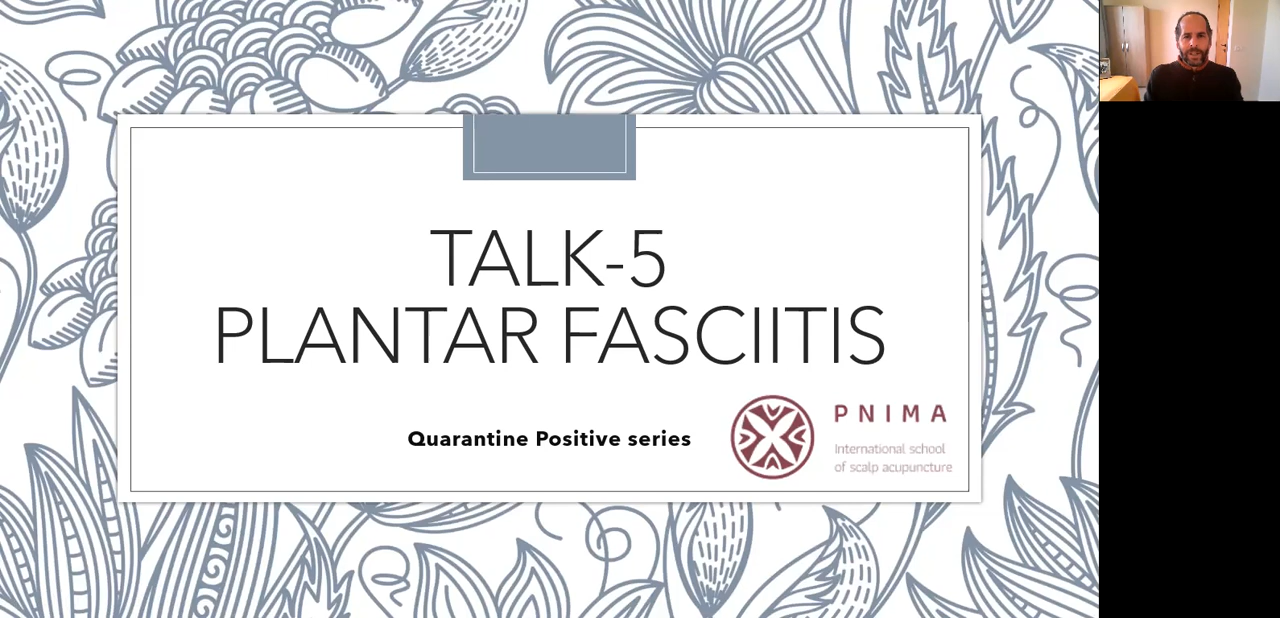 TALK-5
PLANTAR FASCIITIS
Quarantine Positive series
PNIMA
International school
of scalp acupuncture